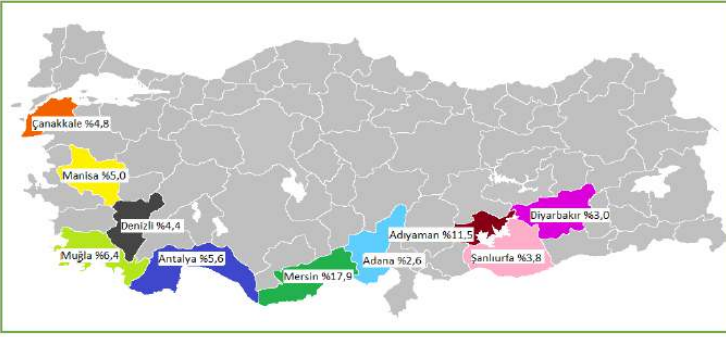 Çanakkale %4,8
Manisa %5,0
Denizli %4,4
Muğla %6,4
Antalya %5,6
Mersin %17,9
Adana %2,6
Adıyaman %11,5
Şanlıurfa %3,8
Diyarbakır %3,0